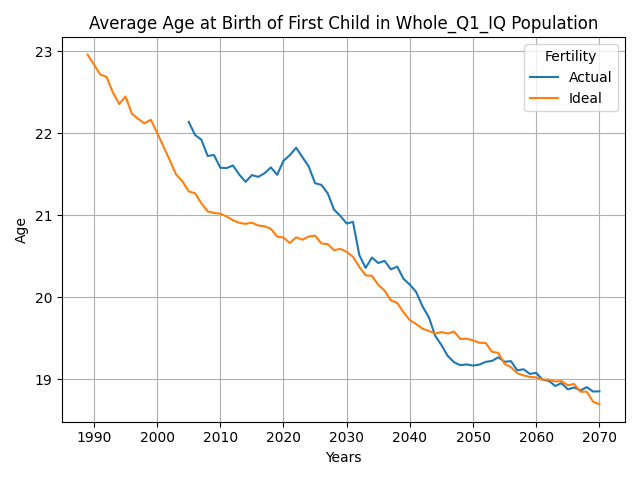 Average Age at Birth of First Child in Whole_Q1_IQ Population
Fertility
Actual
Ideal
Age
23
22
21
20
19
1990 2000 2010 2020 2030 2040 2050 2060 2070
Years